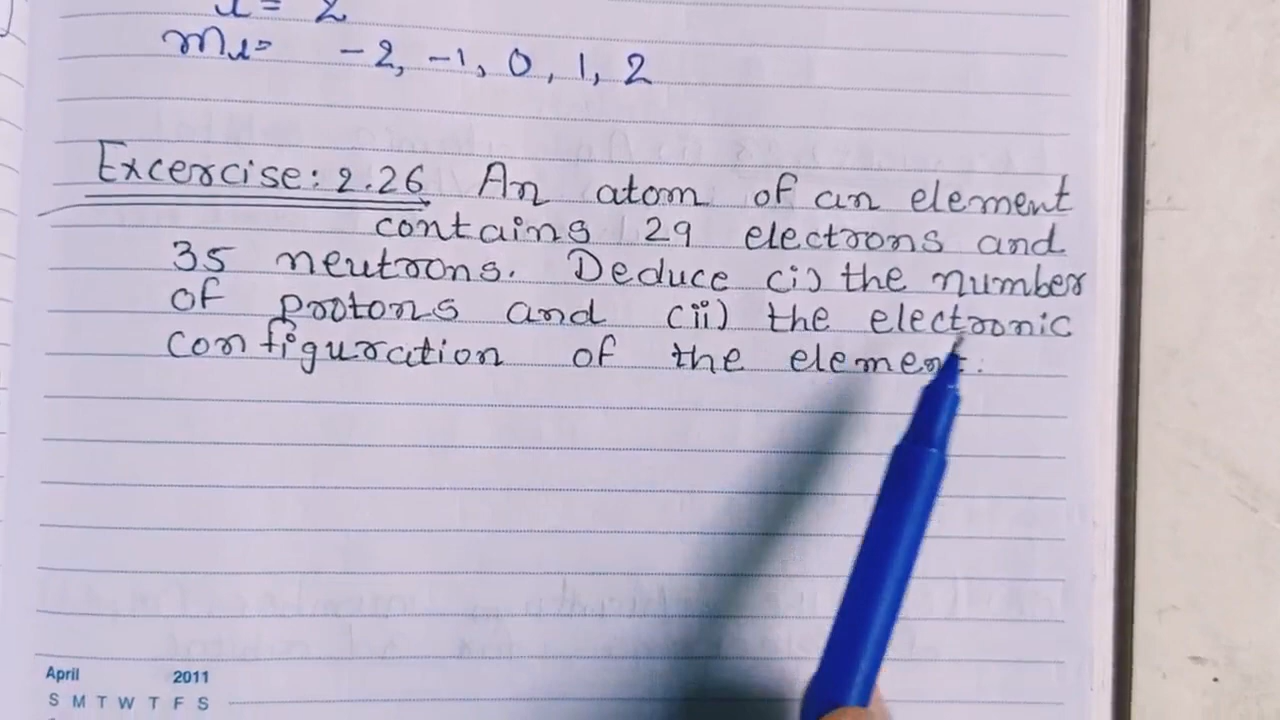 l = 2
ml = -2, -1, 0, 1, 2
Excercise: 2.26 An atom of an element
contains 29 electrons and
35 neutrons. Deduce (i) the number
of protons and (ii) the electronic
configuration of the element.
April 2011
S M T W T F S